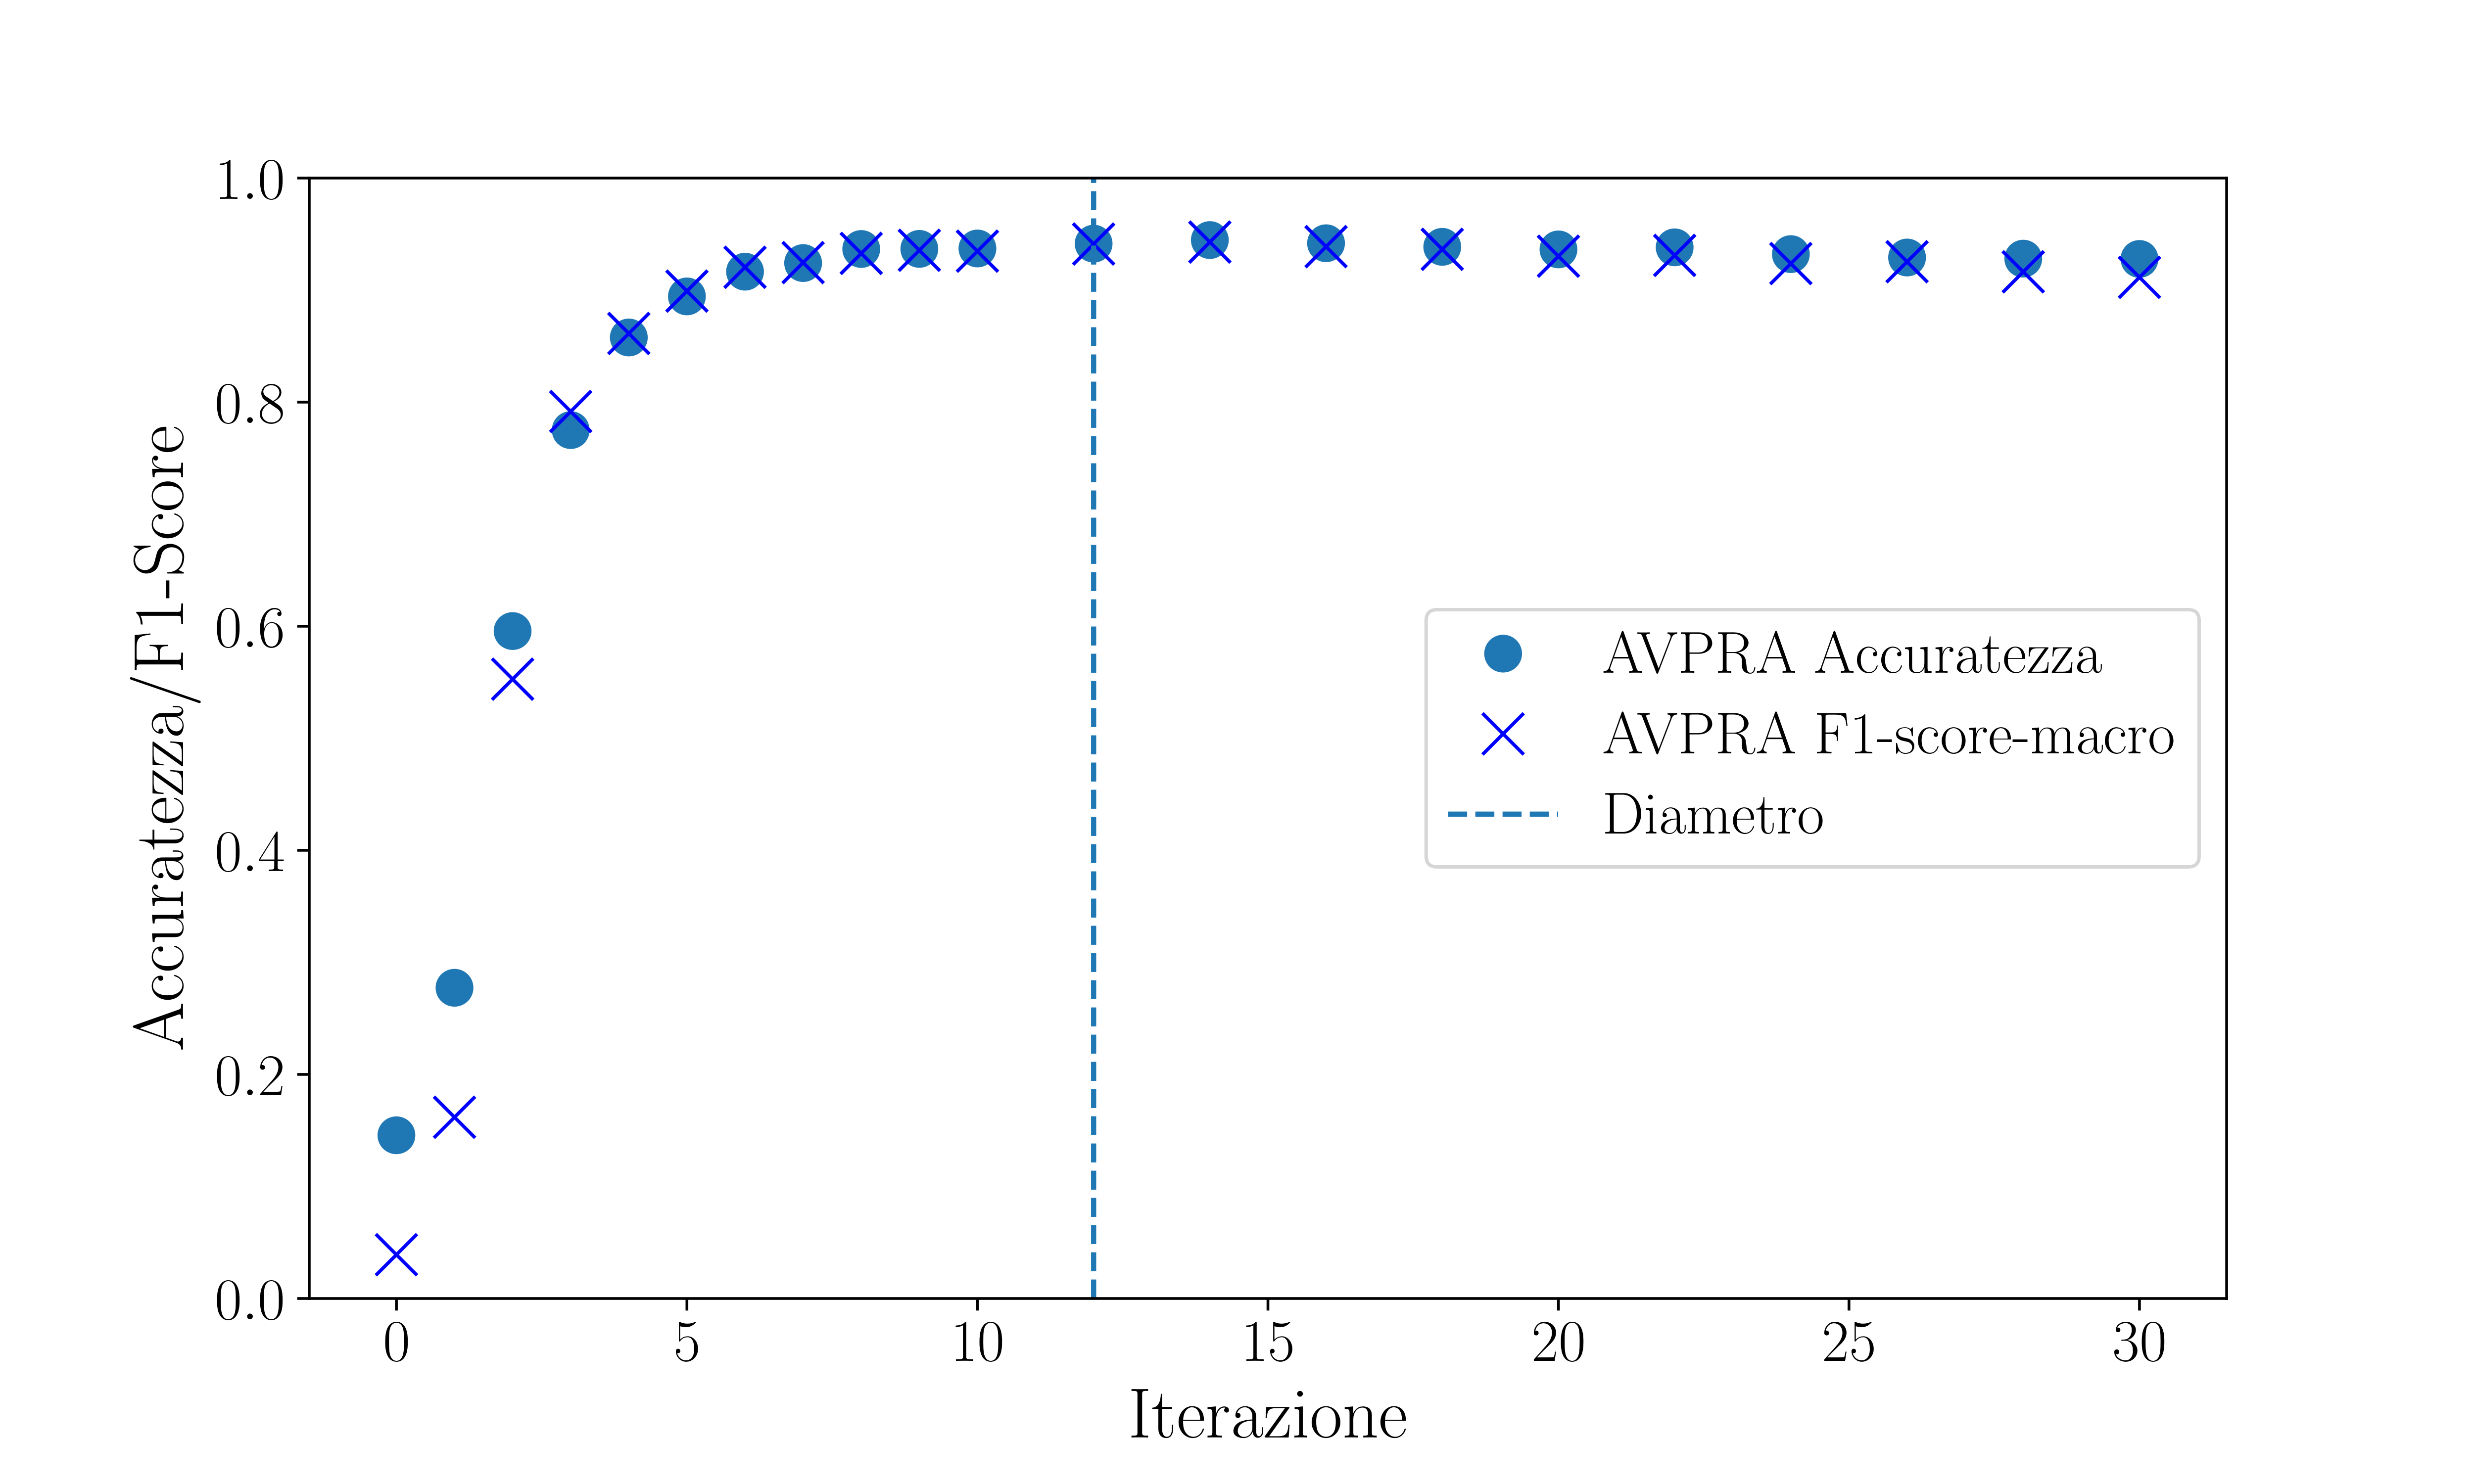 1.0
0.8
0.6
0.4
0.2
0.0
Accuratezza/F1-Score
AVPRA Accuratezza
AVPRA F1-score-macro
Diametro
0 5 10 15 20 25 30
Iterazione